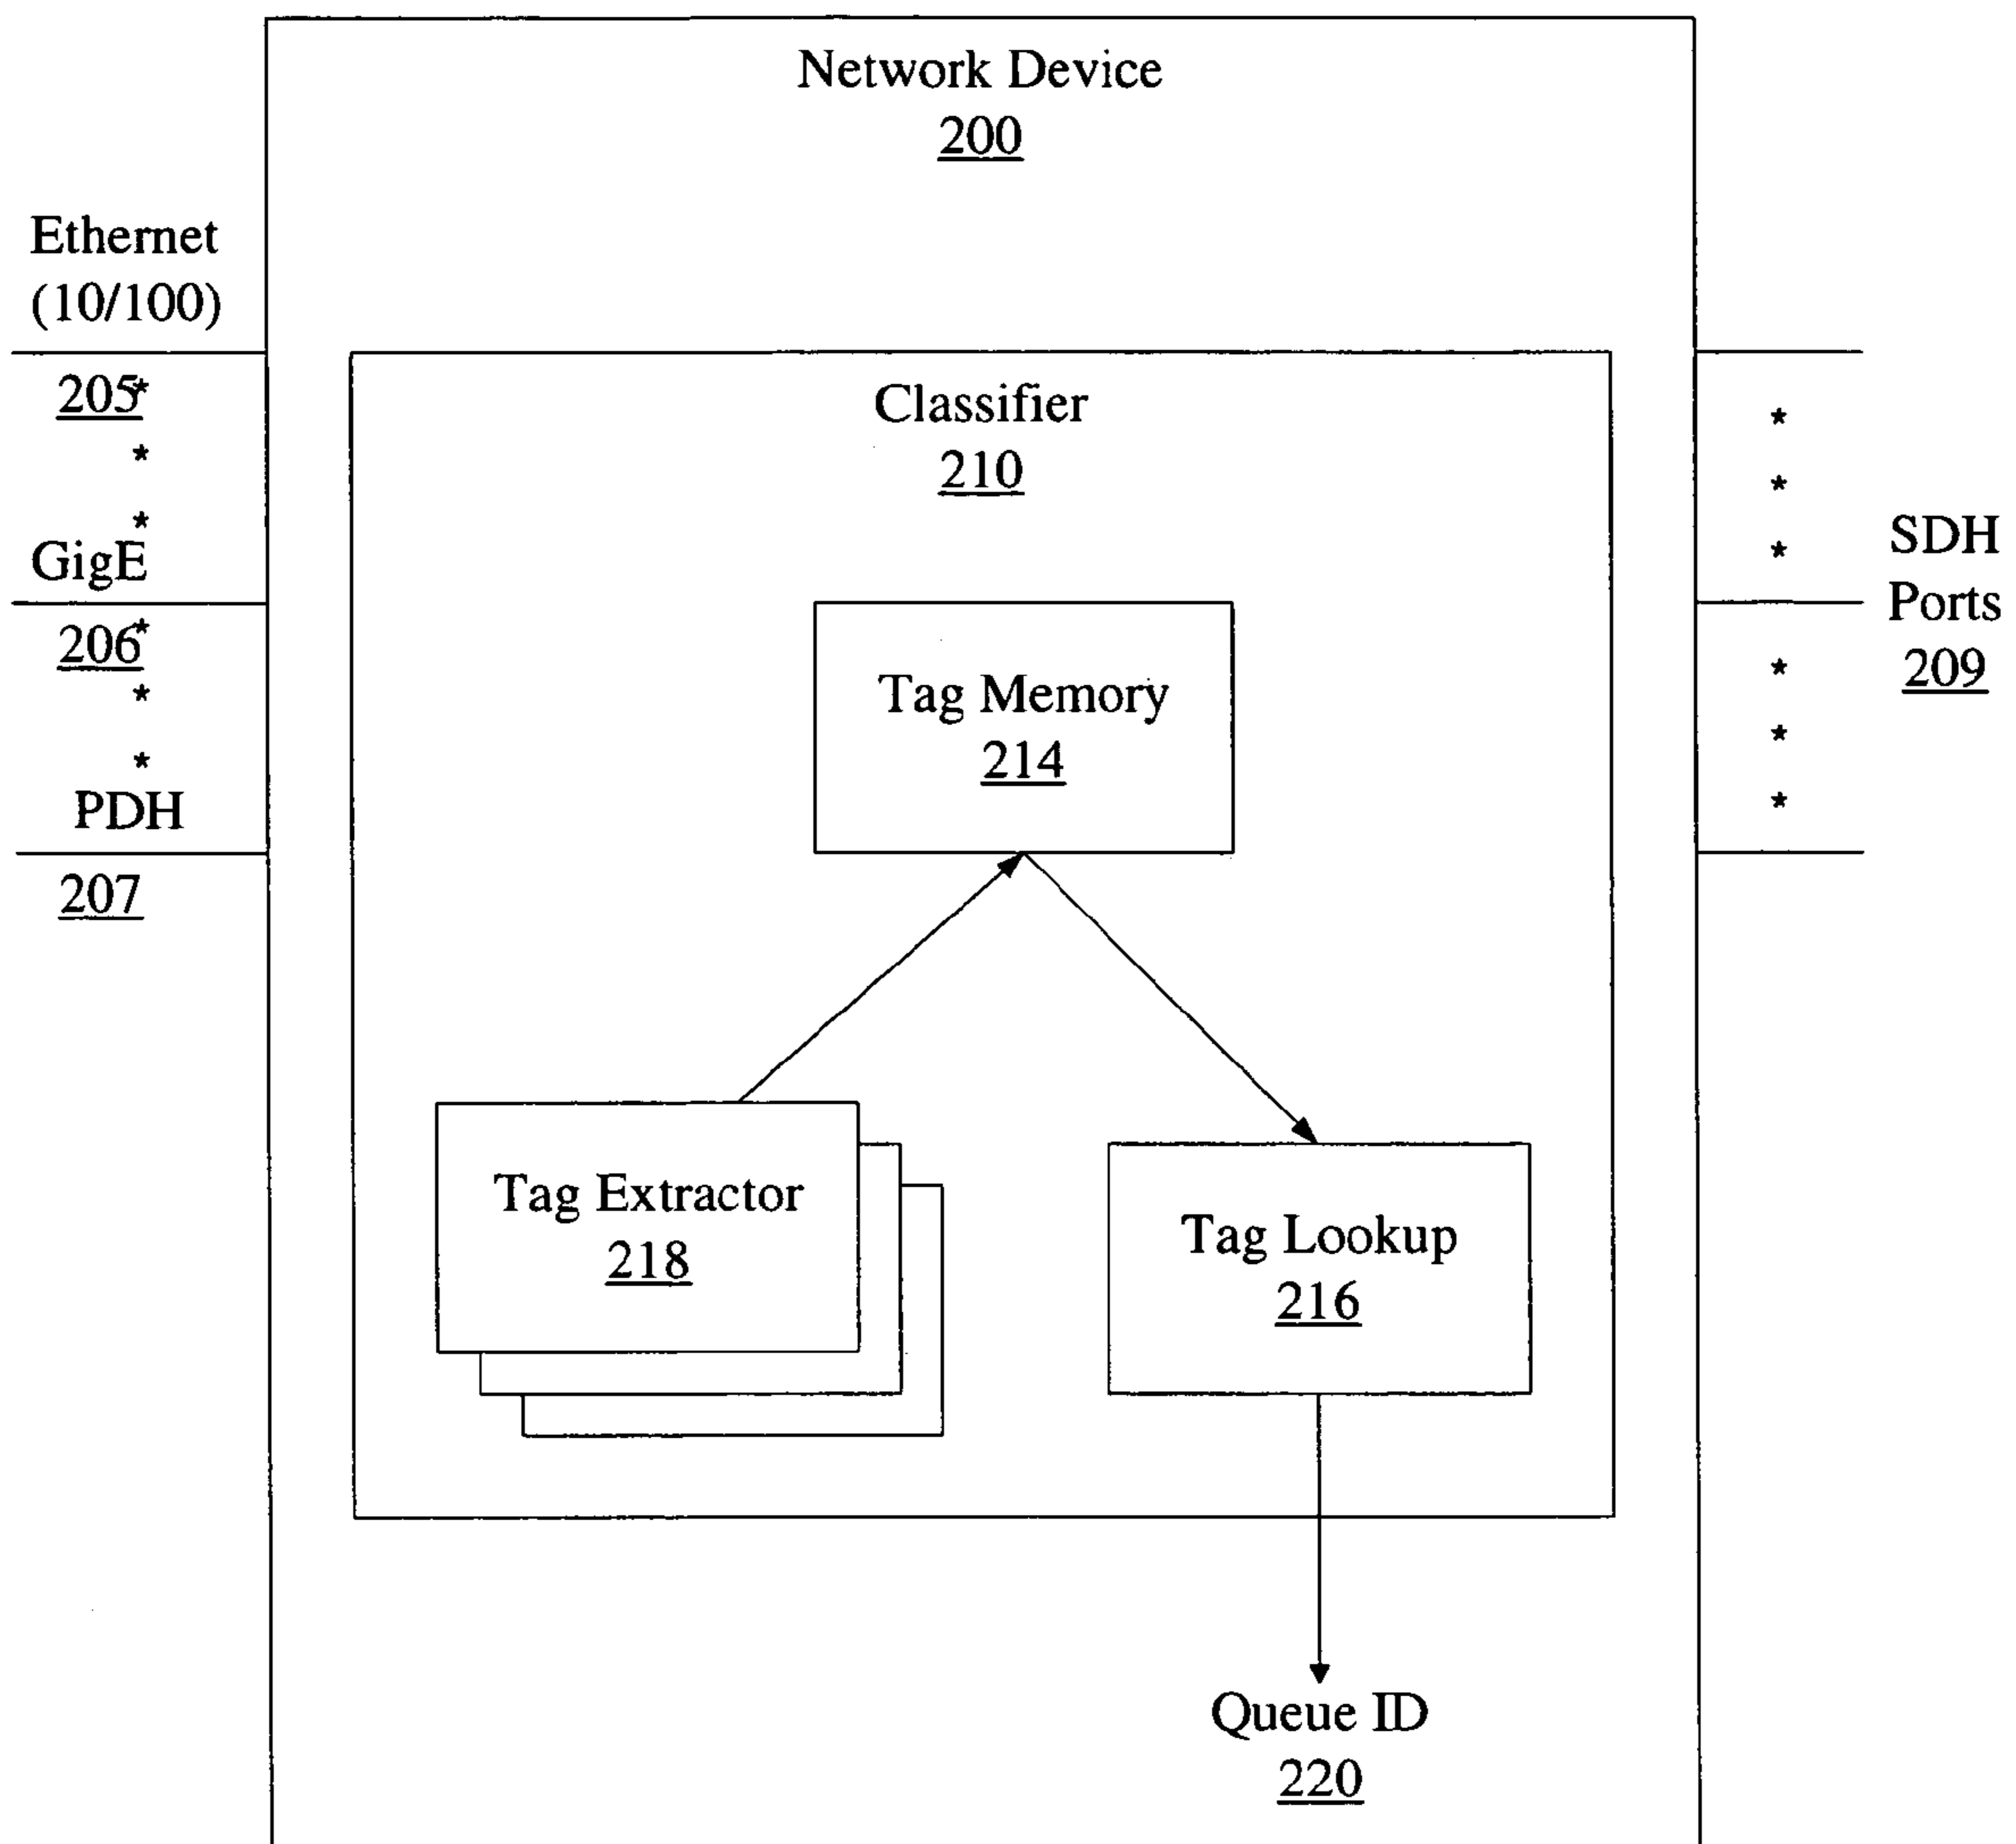 Network Device
200
Ethernet
(10/100)
205
*
*
*
GigE
206
*
*
*
PDH
207
Classifier
210
Tag Memory
214
Tag Extractor
218
Tag Lookup
216
Queue ID
220
*
*
*
*
*
*
SDH
Ports
209